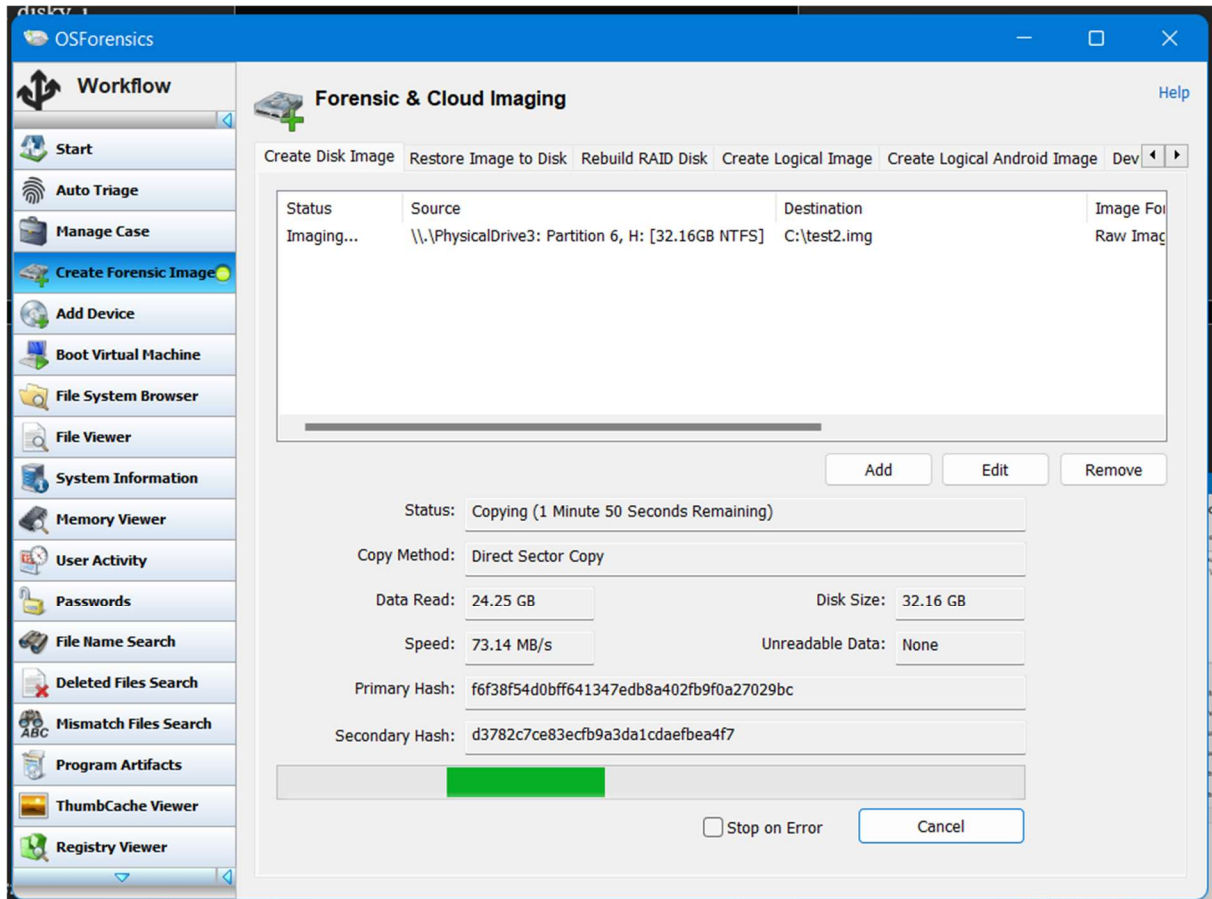 OSForensics
Workflow
Start
Auto Triage
Manage Case
Create Forensic Image
Add Device
Boot Virtual Machine
File System Browser
File Viewer
System Information
Memory Viewer
User Activity
Passwords
File Name Search
Deleted Files Search
Mismatch Files Search
Program Artifacts
ThumbCache Viewer
Registry Viewer
Forensic & Cloud Imaging
Help
Create Disk Image Restore Image to Disk Rebuild RAID Disk Create Logical Image Create Logical Android Image Dev
Status Source Destination Image For
Imaging... \\.\PhysicalDrive3: Partition 6, H: [32.16GB NTFS] C:\test2.img Raw Imag
Add Edit Remove
Status: Copying (1 Minute 50 Seconds Remaining)
Copy Method: Direct Sector Copy
Data Read: 24.25 GB Disk Size: 32.16 GB
Speed: 73.14 MB/s Unreadable Data: None
Primary Hash: f6f38f54d0bff641347edb8a402fb9f0a27029bc
Secondary Hash: d3782c7ce83ecfb9a3da1cdaefbea4f7
Stop on Error Cancel